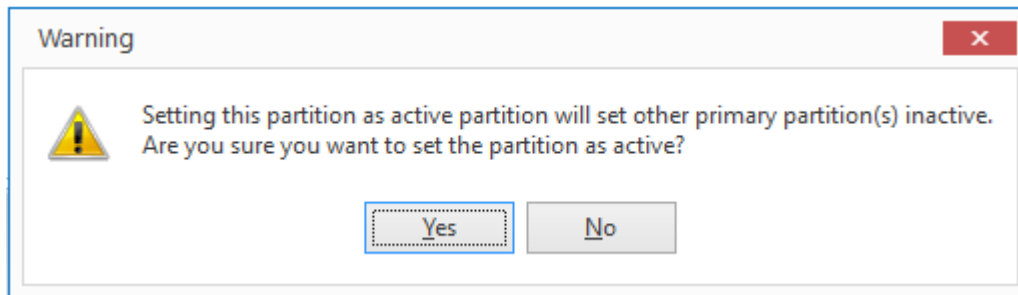 Warning
Setting this partition as active partition will set other primary partition(s) inactive.
Are you sure you want to set the partition as active?
Yes
No